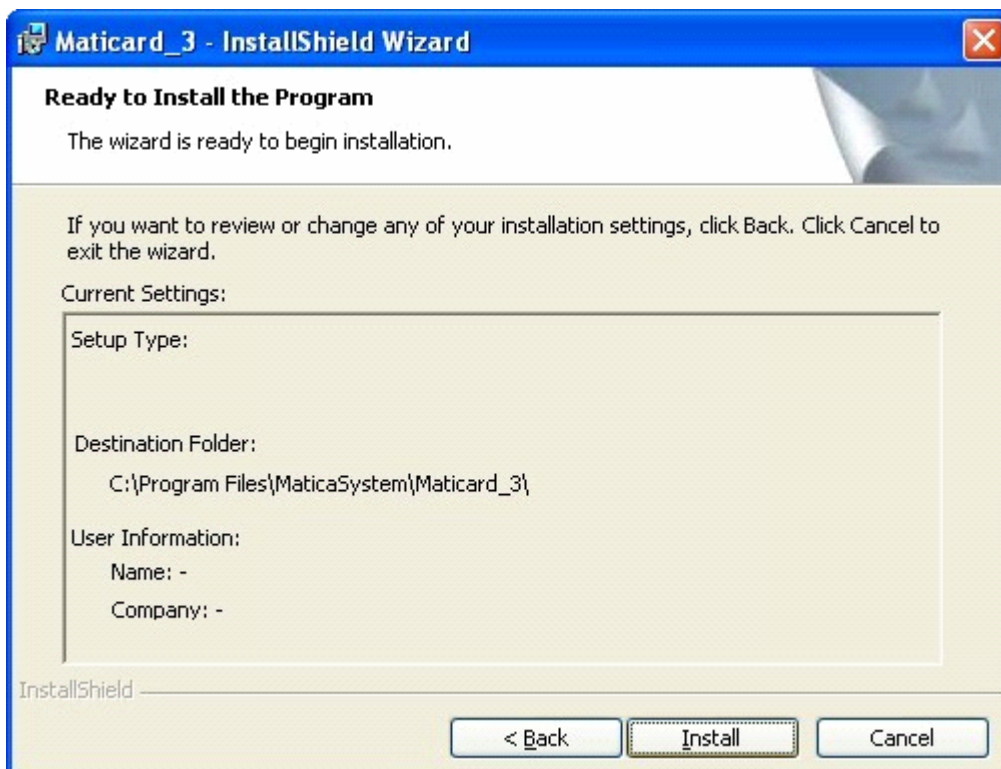 Maticard_3 - InstallShield Wizard
Ready to Install the Program
The wizard is ready to begin installation.
If you want to review or change any of your installation settings, click Back. Click Cancel to
exit the wizard.
Current Settings:
Setup Type:
Destination Folder:
C:\Program Files\MaticaSystem\Maticard_3\
User Information:
Name: -
Company: -
InstallShield
< Back Install Cancel